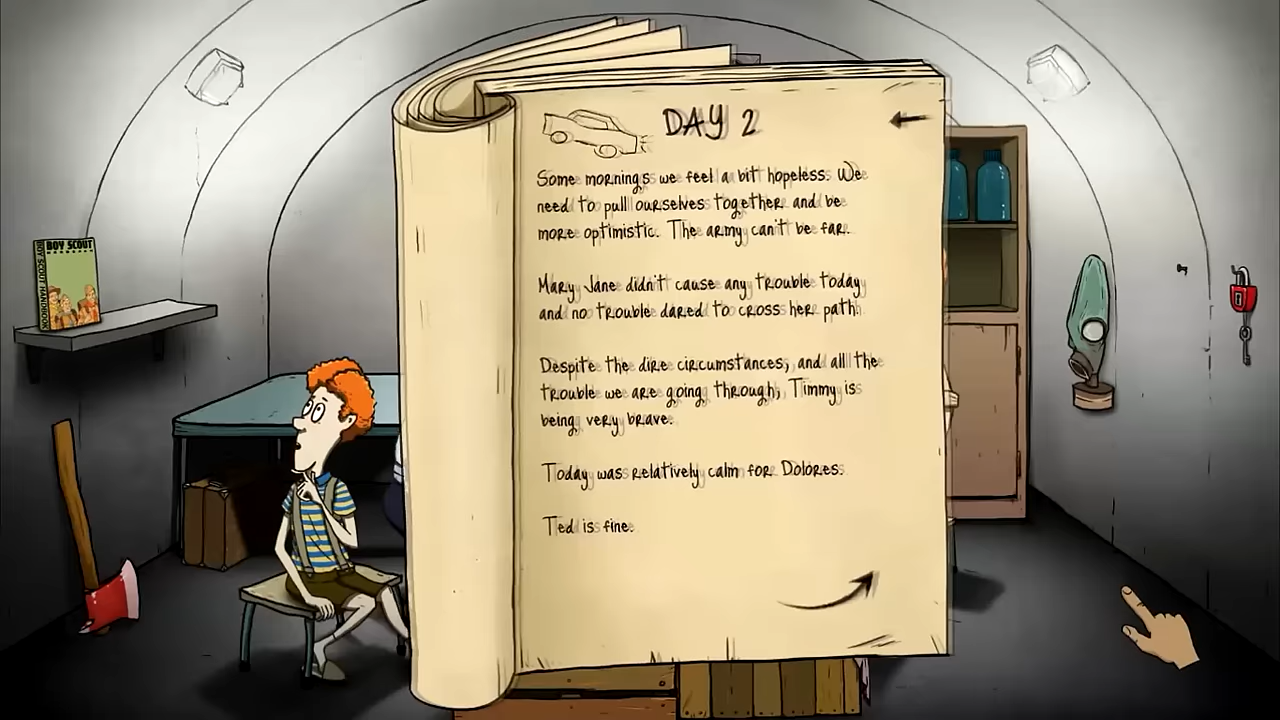 DAY 2
Some mornings we feel a bit hopeless. We
need to pull ourselves together and be
more optimistic. The army can't be far.
Mary Jane didn't cause any trouble today
and no trouble dared to cross her path.
Despite the dire circumstances, and all the
trouble we are going through, Timmy is
being very brave.
Today was relatively calm for Dolores.
Ted is fine.
BOY SCOUT
BOY SCOUT HANDBOOK